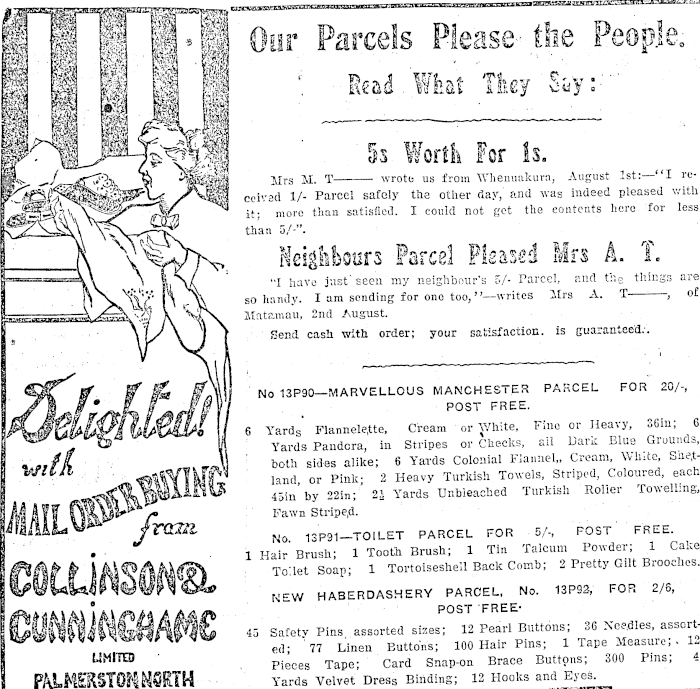 Our Parcels Please the People.
Read What They Say:
5s Worth For 1s.
Mrs M. T—— wrote us from Whenuakura, August 1st:—"I re-
ceived 1/- Parcel safely the other day, and was indeed pleased with
it; more than satisfied. I could not get the contents here for less
than 5/-".
Neighbours Parcel Pleased Mrs A. T.
"I have just seen my neighbour's 5/- Parcel, and the things are
so handy. I am sending for one too,"—writes Mrs A. T——, of
Matamau, 2nd August.
Send cash with order; your satisfaction is guaranteed.
No 13P90—MARVELLOUS MANCHESTER PARCEL FOR 20/-,
POST FREE.
6 Yards Flannelette, Cream or White, Fine or Heavy, 36in; 6
Yards Pandora, in Stripes or Checks, all Dark Blue Grounds,
both sides alike; 6 Yards Colonial Flannel, Cream, White, Shet-
land, or Pink; 2 Heavy Turkish Towels, Striped, Coloured, each
45in by 22in; 2½ Yards Unbleached Turkish Roller Towelling,
Fawn Striped.
No. 13P91—TOILET PARCEL FOR 5/-, POST FREE.
1 Hair Brush; 1 Tooth Brush; 1 Tin Talcum Powder; 1 Cake
Toilet Soap; 1 Tortoiseshell Back Comb; 2 Pretty Gilt Brooches.
NEW HABERDASHERY PARCEL, No. 13P92, FOR 2/6,
POST FREE.
45 Safety Pins, assorted sizes; 12 Pearl Buttons; 36 Needles, assort-
ed; 77 Linen Buttons; 100 Hair Pins; 1 Tape Measure; 12
Pieces Tape; Card Snap-on Brace Buttons; 300 Pins; 4
Yards Velvet Dress Binding; 12 Hooks and Eyes.
Delighted!
with
MAIL ORDER BUYING
from
COLLINSON &
CUNNINGHAME
LIMITED
PALMERSTON NORTH